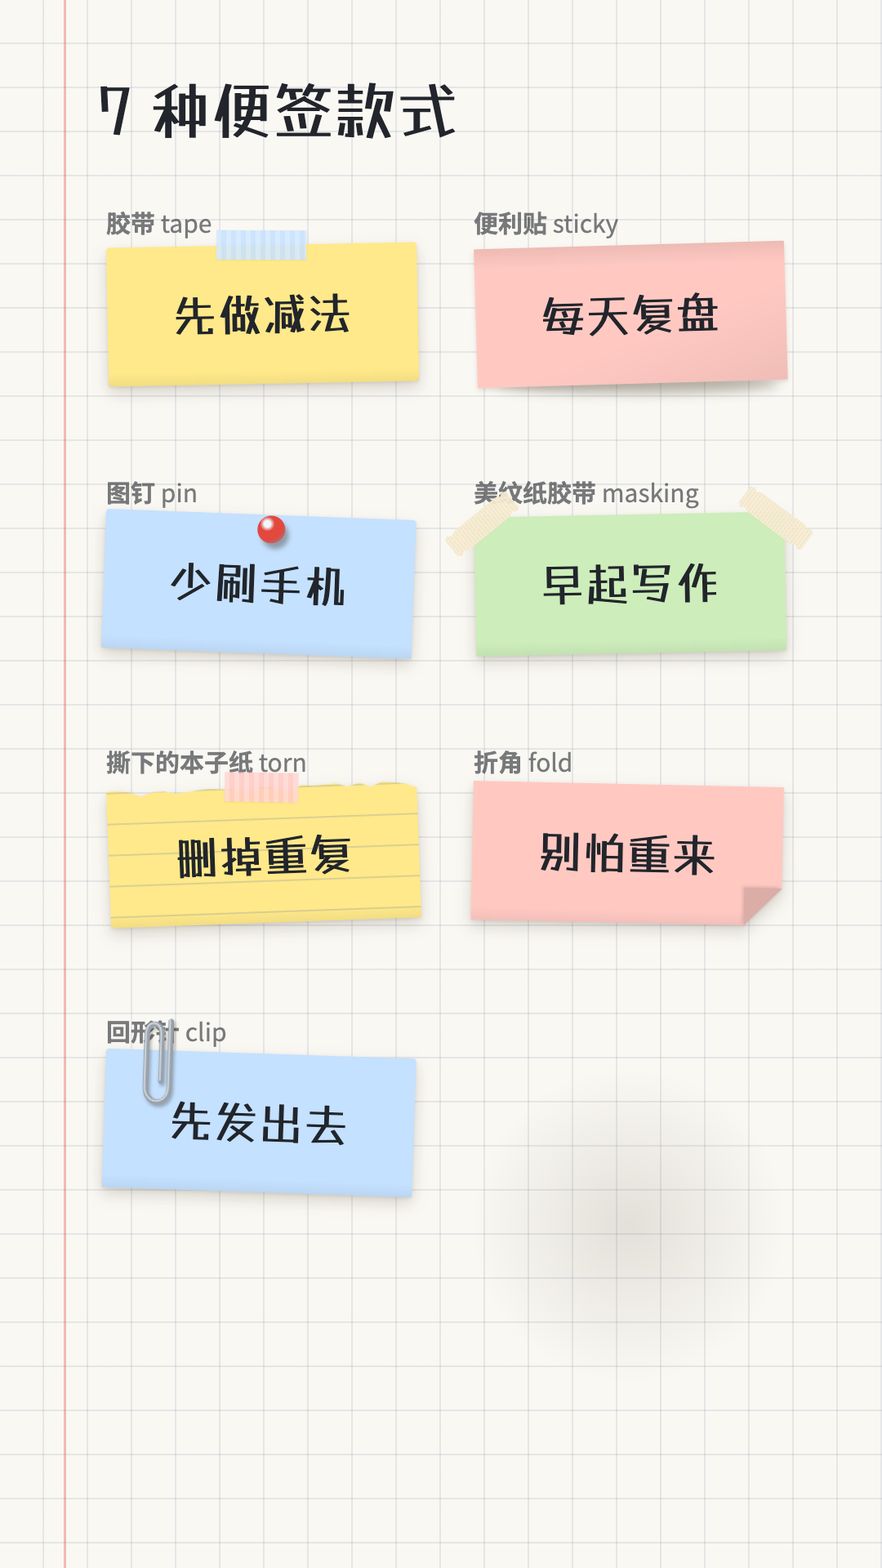 7 种便签款式
胶带 tape
先做减法
便利贴 sticky
每天复盘
图钉 pin
少刷手机
美纹纸胶带 masking
早起写作
撕下的本子纸 torn
删掉重复
折角 fold
别怕重来
回形针 clip
先发出去